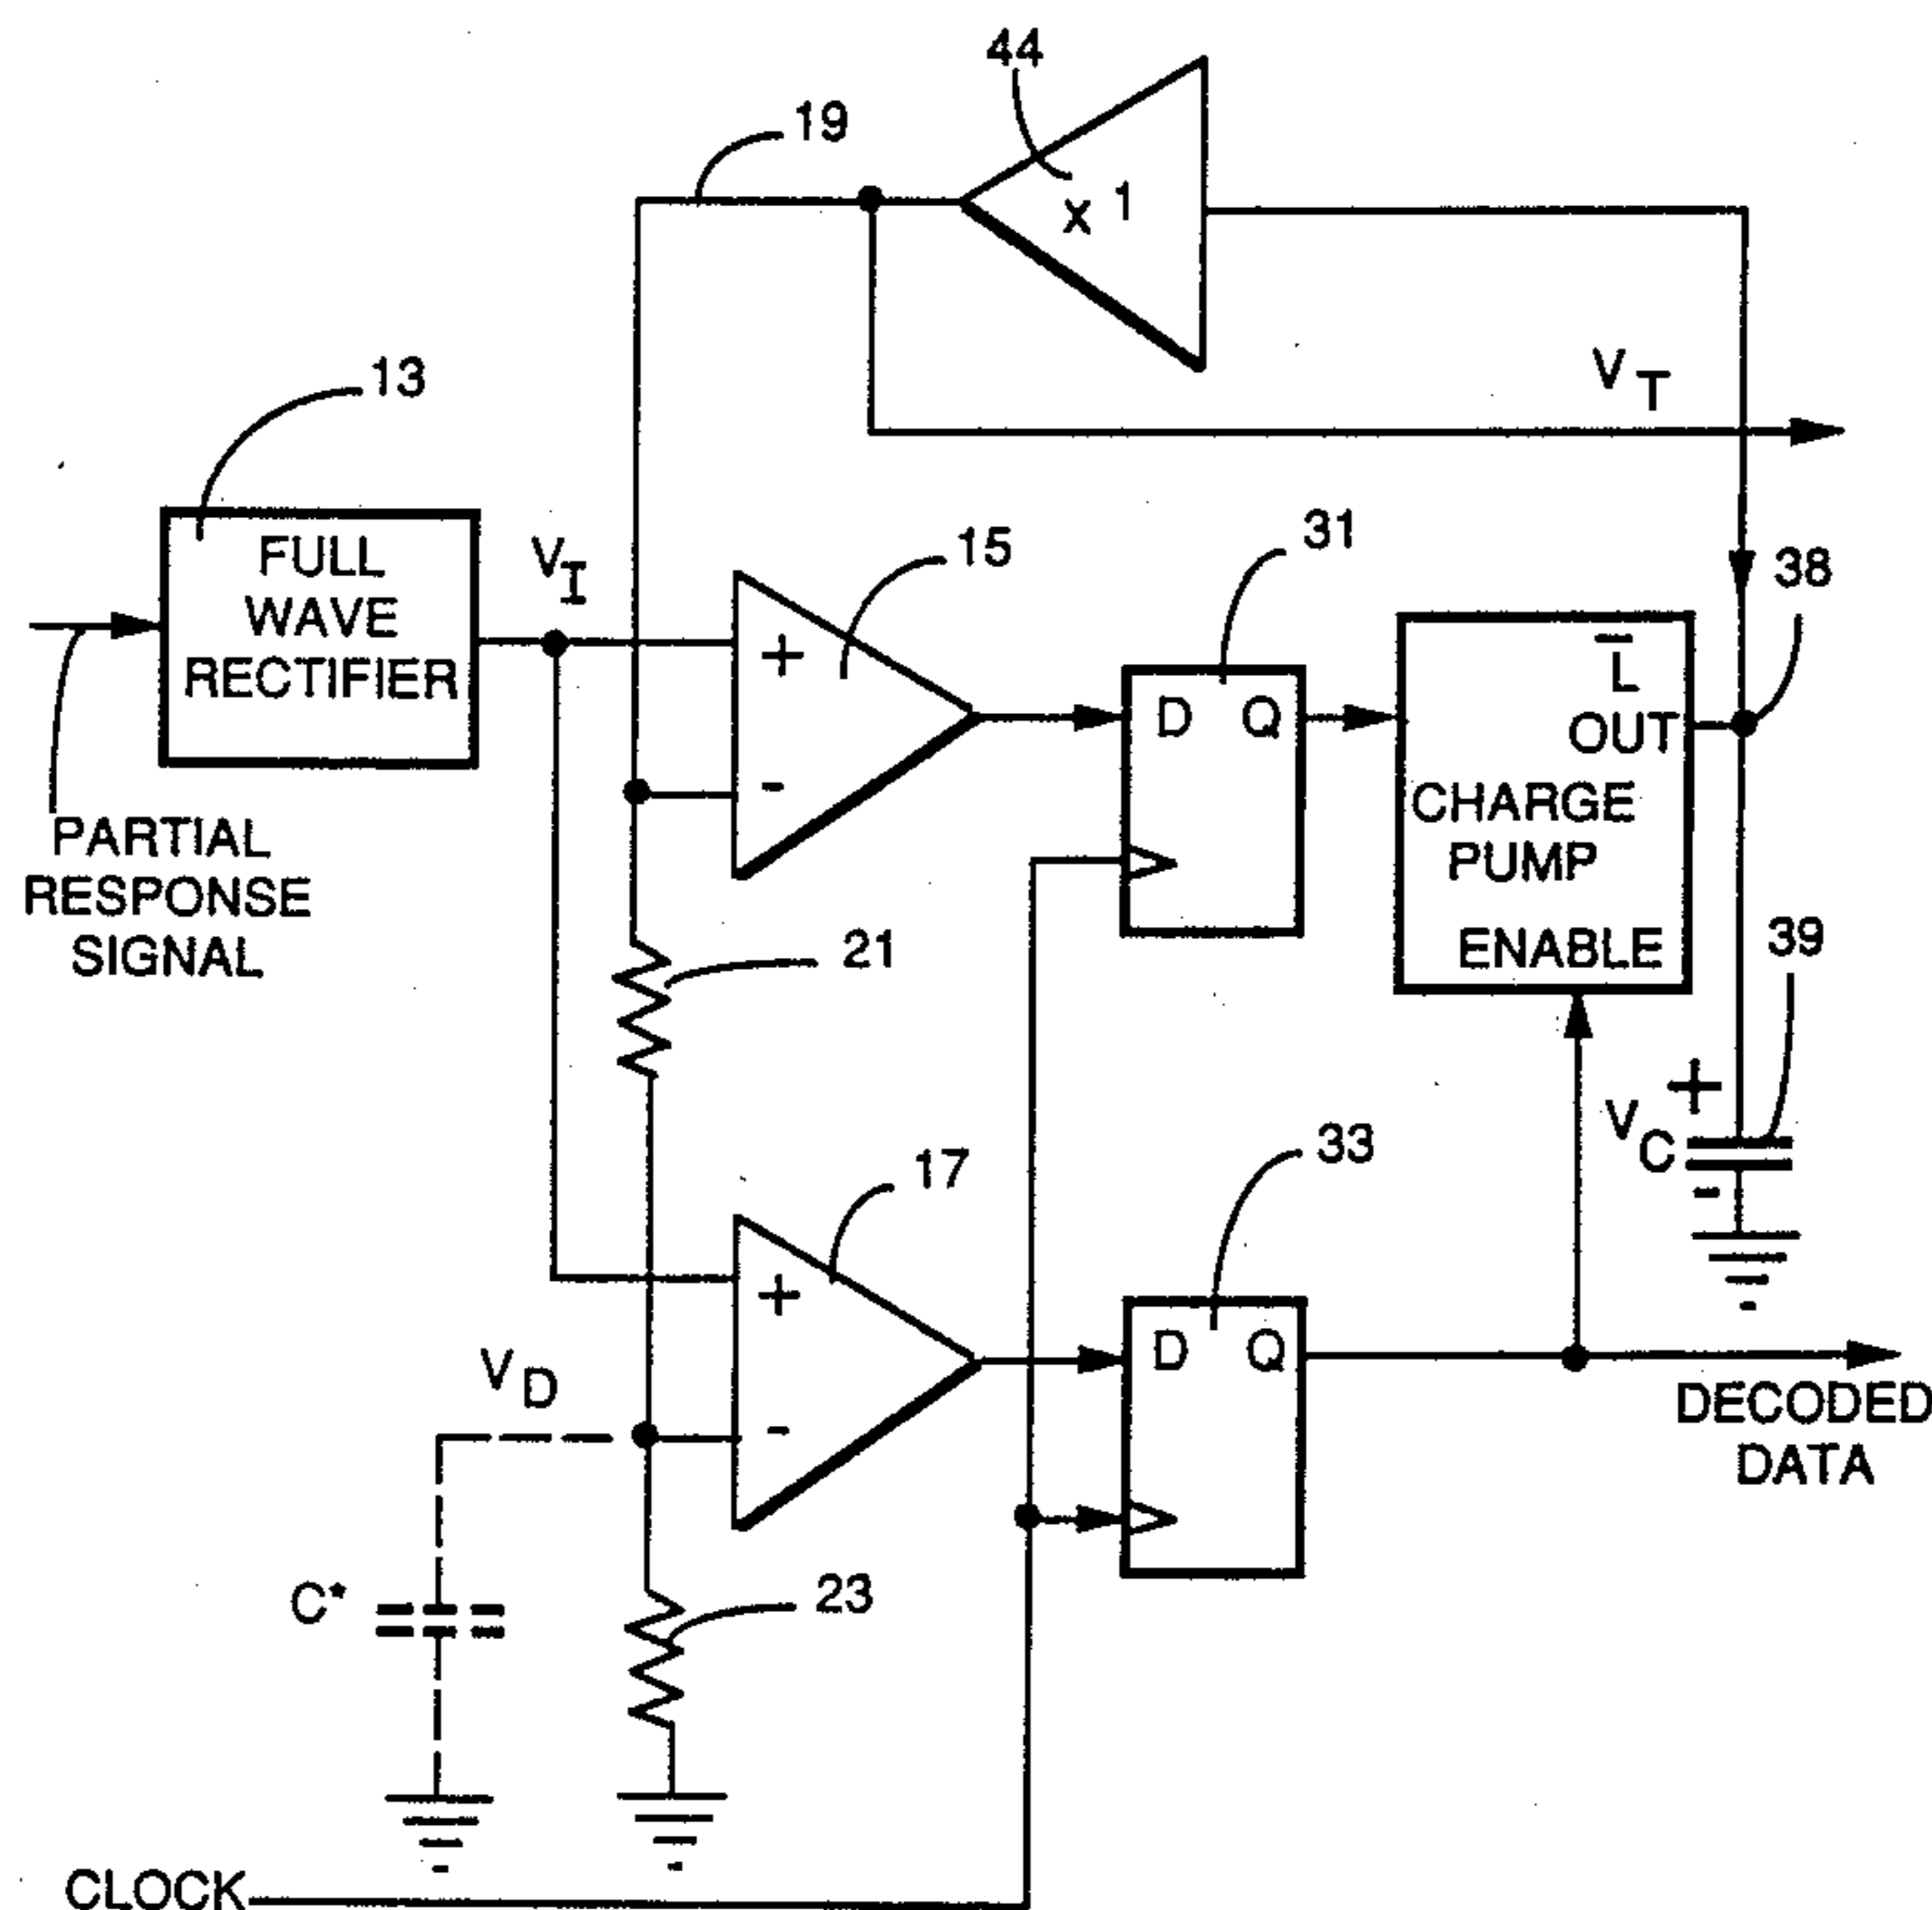 44
x 1
19
V T
13
FULL
WAVE
RECTIFIER
V I
15
31
38
+
-
D Q
L̅
OUT
CHARGE
PUMP
ENABLE
PARTIAL
RESPONSE
SIGNAL
21
39
+
V C
-
17
33
+
-
D Q
V D
DECODED
DATA
C*
23
CLOCK